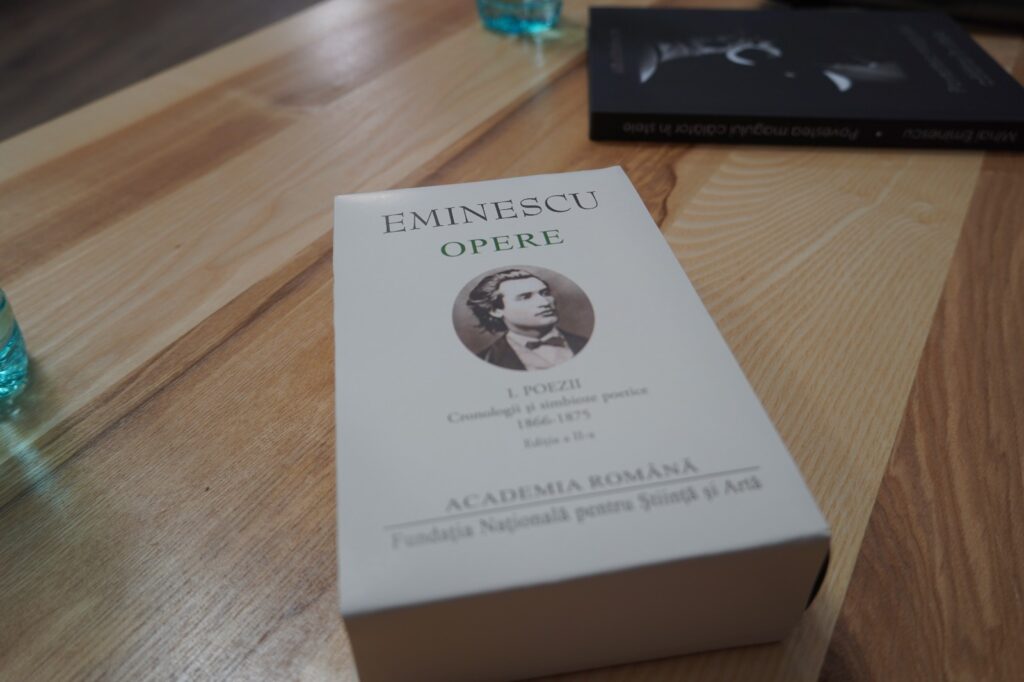 EMINESCU
OPERE
I. POEZII
Cronologii și simbioze poetice
1866-1875
Ediția a II-a
ACADEMIA ROMÂNĂ
Fundația Națională pentru Știință și Artă
Mihai Eminescu • Povestea magului călător în stele